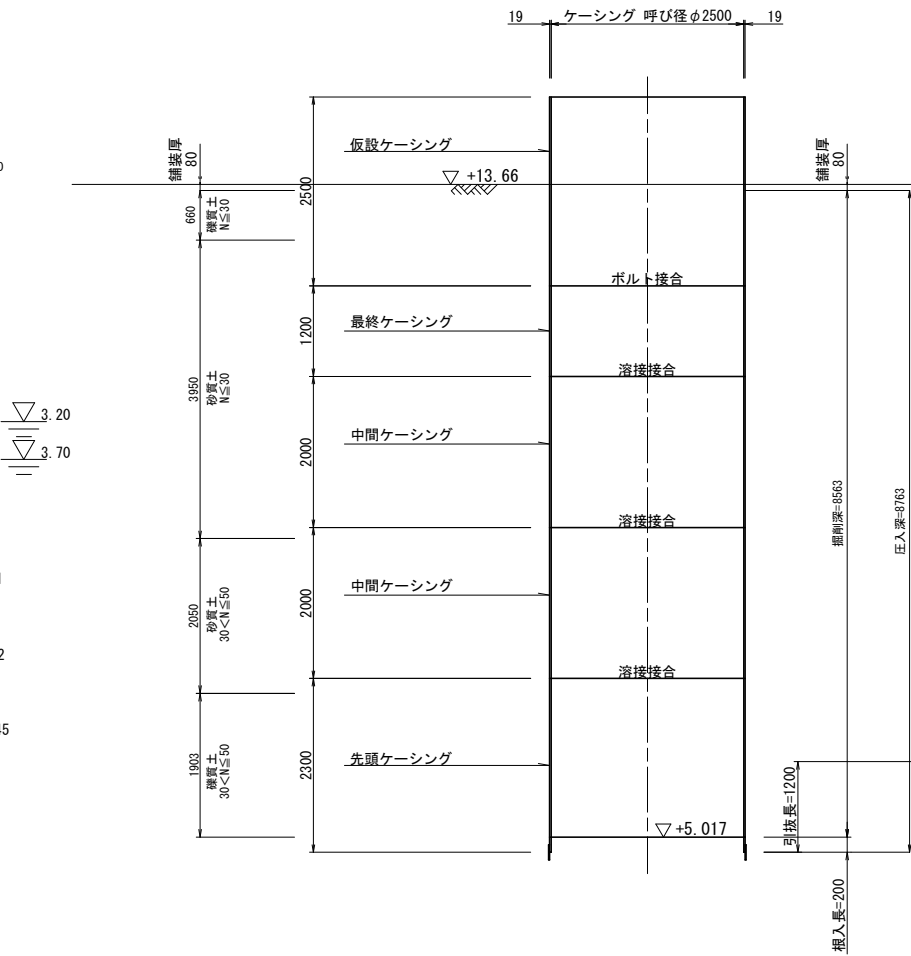 19
ケーシング 呼び径φ2500
19
舗装厘
80
仮設ケーシング
+13.66
舗装厘
80
2500
660
礫質土
N≦30
ボルト接合
最終ケーシング
1200
溶接接合
3950
砂質土
N≦30
3.20
3.70
中間ケーシング
2000
溶接接合
掘削深=8563
圧入深=8763
中間ケーシング
2000
2050
砂質土
30<N≦50
溶接接合
先頭ケーシング
2300
1903
礫質土
30<N≦50
引抜長=1200
+5.017
根入長=200